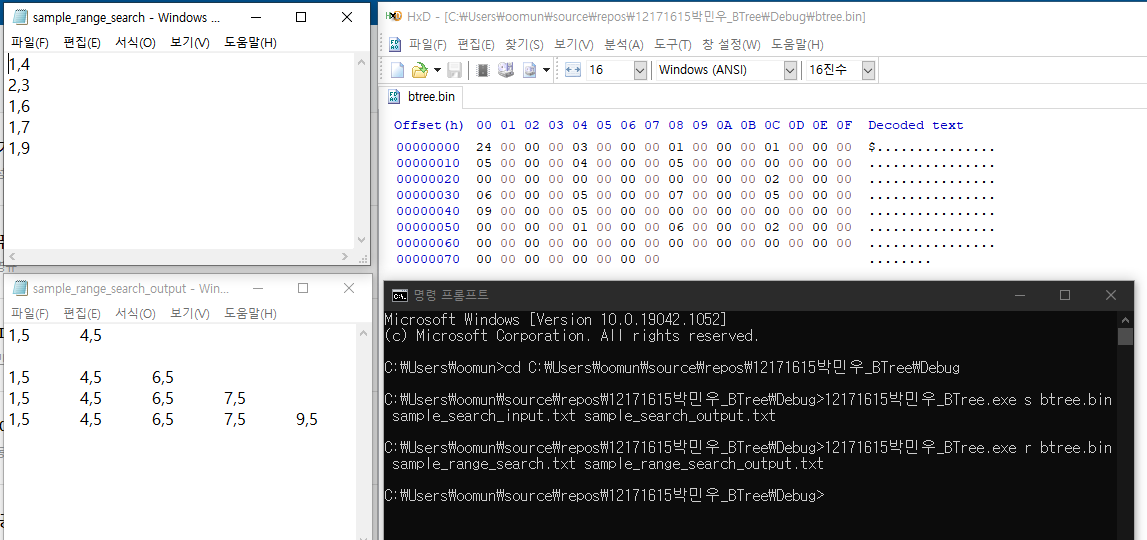 sample_range_search - Windows ...
파일(F) 편집(E) 서식(O) 보기(V) 도움말(H)
1,4
2,3
1,6
1,7
1,9
sample_range_search_output - Win...
파일(F) 편집(E) 서식(O) 보기(V) 도움말(H)
1,5 4,5
1,5 4,5 6,5
1,5 4,5 6,5 7,5
1,5 4,5 6,5 7,5 9,5
HxD - [C:₩Users₩oomun₩source₩repos₩12171615박민우_BTree₩Debug₩btree.bin]
파일(F) 편집(E) 찾기(S) 보기(V) 분석(A) 도구(T) 창 설정(W) 도움말(H)
16 Windows (ANSI) 16진수
btree.bin
Offset(h) 00 01 02 03 04 05 06 07 08 09 0A 0B 0C 0D 0E 0F Decoded text
00000000 24 00 00 00 03 00 00 00 01 00 00 00 01 00 00 00 $...............
00000010 05 00 00 00 04 00 00 00 05 00 00 00 00 00 00 00 ................
00000020 00 00 00 00 00 00 00 00 00 00 00 00 02 00 00 00 ................
00000030 06 00 00 00 05 00 00 00 07 00 00 00 05 00 00 00 ................
00000040 09 00 00 00 05 00 00 00 00 00 00 00 00 00 00 00 ................
00000050 00 00 00 00 01 00 00 00 06 00 00 00 02 00 00 00 ................
00000060 00 00 00 00 00 00 00 00 00 00 00 00 00 00 00 00 ................
00000070 00 00 00 00 00 00 00 00 ........
명령 프롬프트
Microsoft Windows [Version 10.0.19042.1052]
(c) Microsoft Corporation. All rights reserved.
C:₩Users₩oomun>cd C:₩Users₩oomun₩source₩repos₩12171615박민우_BTree₩Debug
C:₩Users₩oomun₩source₩repos₩12171615박민우_BTree₩Debug>12171615박민우_BTree.exe s btree.bin
sample_search_input.txt sample_search_output.txt
C:₩Users₩oomun₩source₩repos₩12171615박민우_BTree₩Debug>12171615박민우_BTree.exe r btree.bin
sample_range_search.txt sample_range_search_output.txt
C:₩Users₩oomun₩source₩repos₩12171615박민우_BTree₩Debug>